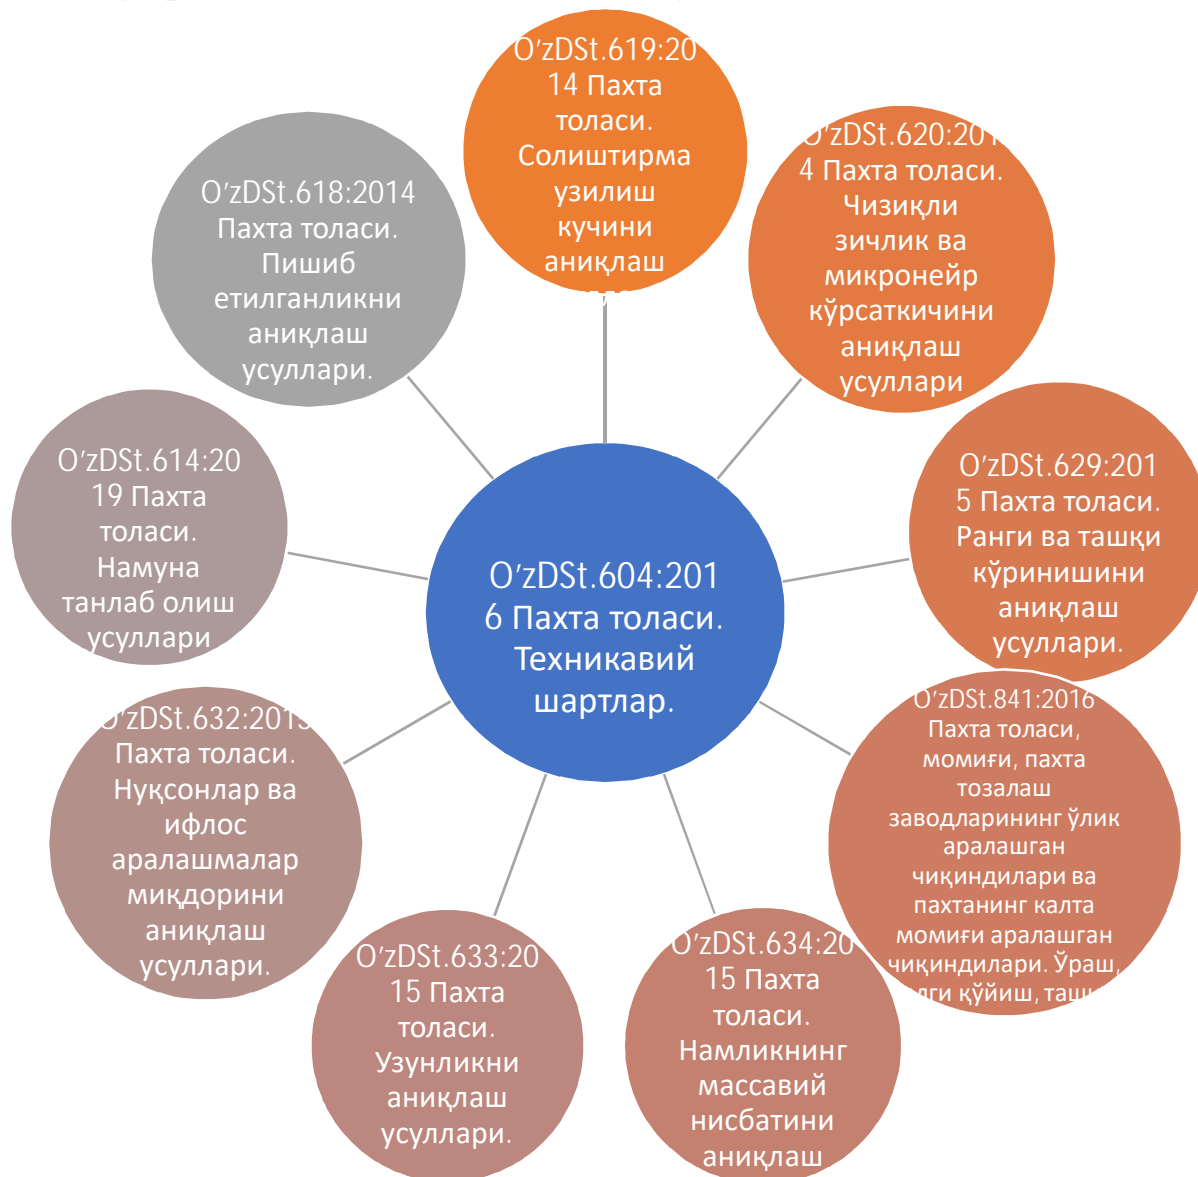 O'zDSt.619:20
14 Пахта
толаси.
Солиштирма
узилиш
кучини
аниқлаш
O'zDSt.620:201
4 Пахта толаси.
Чизиқли
зичлик ва
микронейр
кўрсаткичини
аниқлаш
усуллари
O'zDSt.618:2014
Пахта толаси.
Пишиб
етилганликни
аниқлаш
усуллари.
O'zDSt.629:201
5 Пахта толаси.
Ранги ва ташқи
кўринишини
аниқлаш
усуллари.
O'zDSt.614:20
19 Пахта
толаси.
Намуна
танлаб олиш
усуллари
O'zDSt.604:201
6 Пахта толаси.
Техникавий
шартлар.
O'zDSt.841:2016
Пахта толаси,
момиғи, пахта
тозалаш
заводларининг ўлик
аралашган
чиқиндилари ва
пахтанинг калта
момиғи аралашган
чиқиндилари. Ўраш,
қўйиш,
O'zDSt.632:2015
Пахта толаси.
Нуқсонлар ва
ифлос
аралашмалар
миқдорини
аниқлаш
усуллари.
O'zDSt.633:20
15 Пахта
толаси.
Узунликни
аниқлаш
усуллари.
O'zDSt.634:20
15 Пахта
толаси.
Намликнинг
массавий
нисбатини
аниқлаш